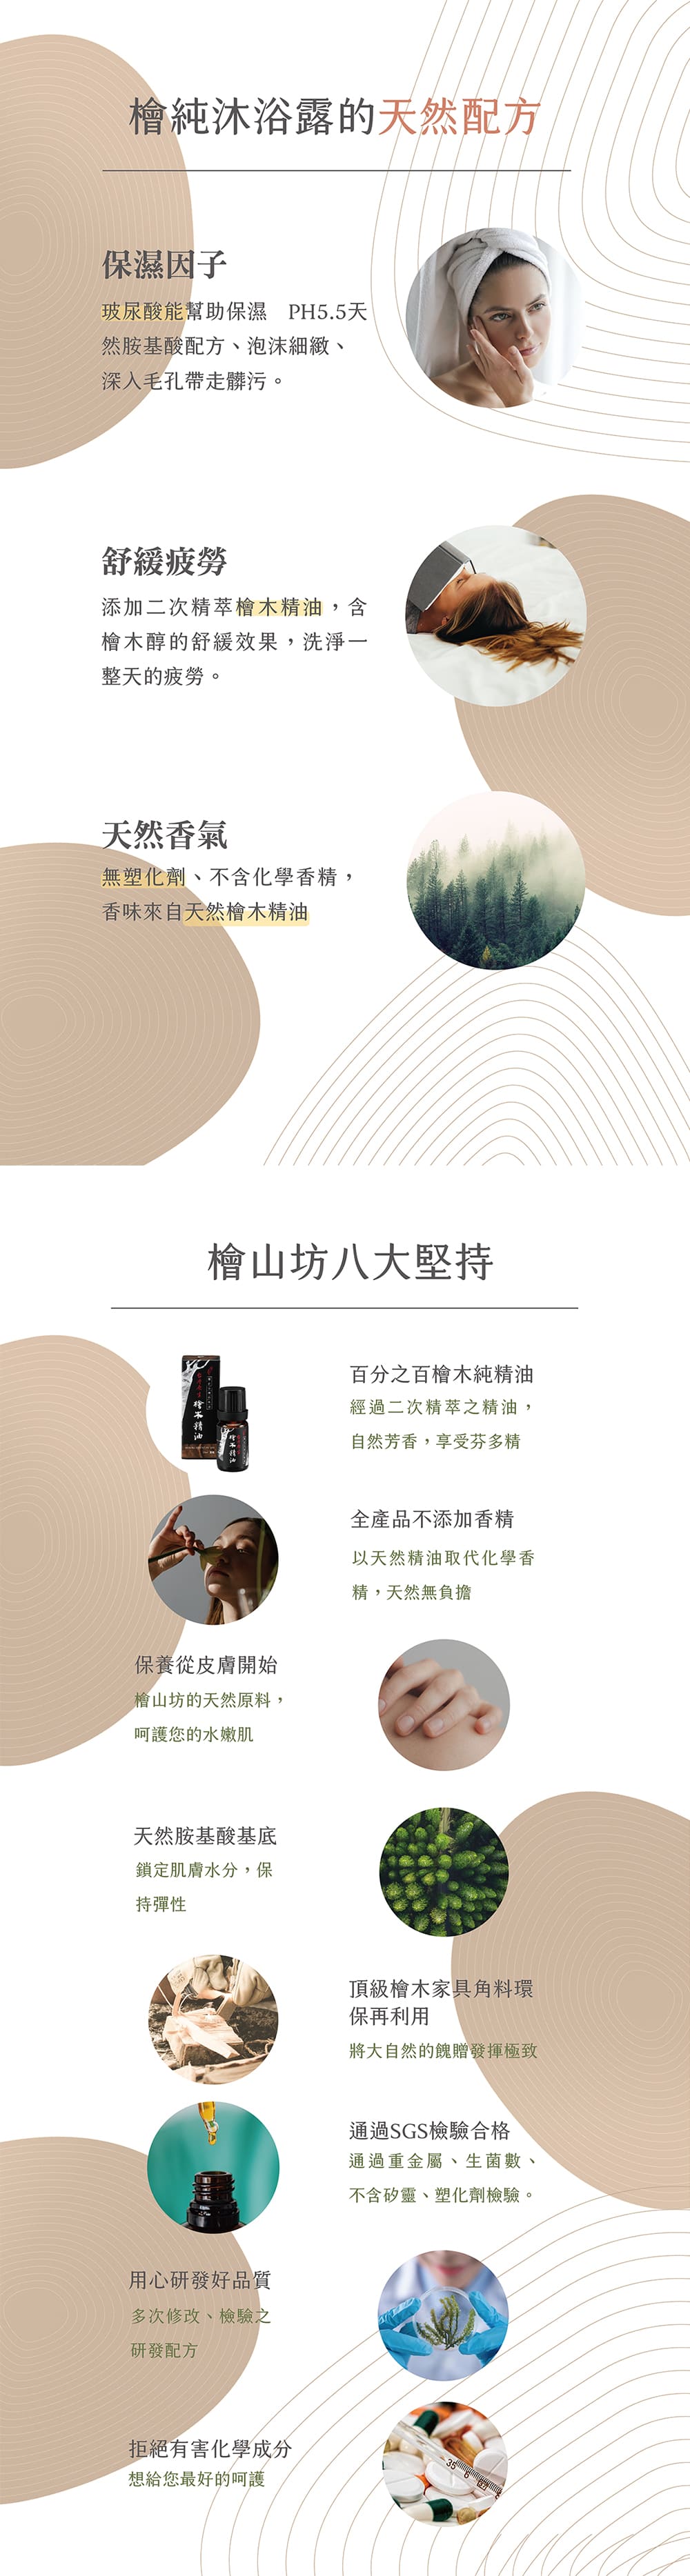 檜純沐浴露的天然配方
保濕因子
玻尿酸能幫助保濕　PH5.5天
然胺基酸配方、泡沫細緻、
深入毛孔帶走髒污。
舒緩疲勞
添加二次精萃檜木精油，含
檜木醇的舒緩效果，洗淨一
整天的疲勞。
天然香氣
無塑化劑、不含化學香精，
香味來自天然檜木精油
檜山坊八大堅持
檜木精油
檜木精油
百分之百檜木純精油
經過二次精萃之精油，
自然芳香，享受芬多精
全產品不添加香精
以天然精油取代化學香
精，天然無負擔
保養從皮膚開始
檜山坊的天然原料，
呵護您的水嫩肌
天然胺基酸基底
鎖定肌膚水分，保
持彈性
頂級檜木家具角料環
保再利用
將大自然的餽贈發揮極致
通過SGS檢驗合格
通過重金屬、生菌數、
不含矽靈、塑化劑檢驗。
用心研發好品質
多次修改、檢驗之
研發配方
拒絕有害化學成分
想給您最好的呵護